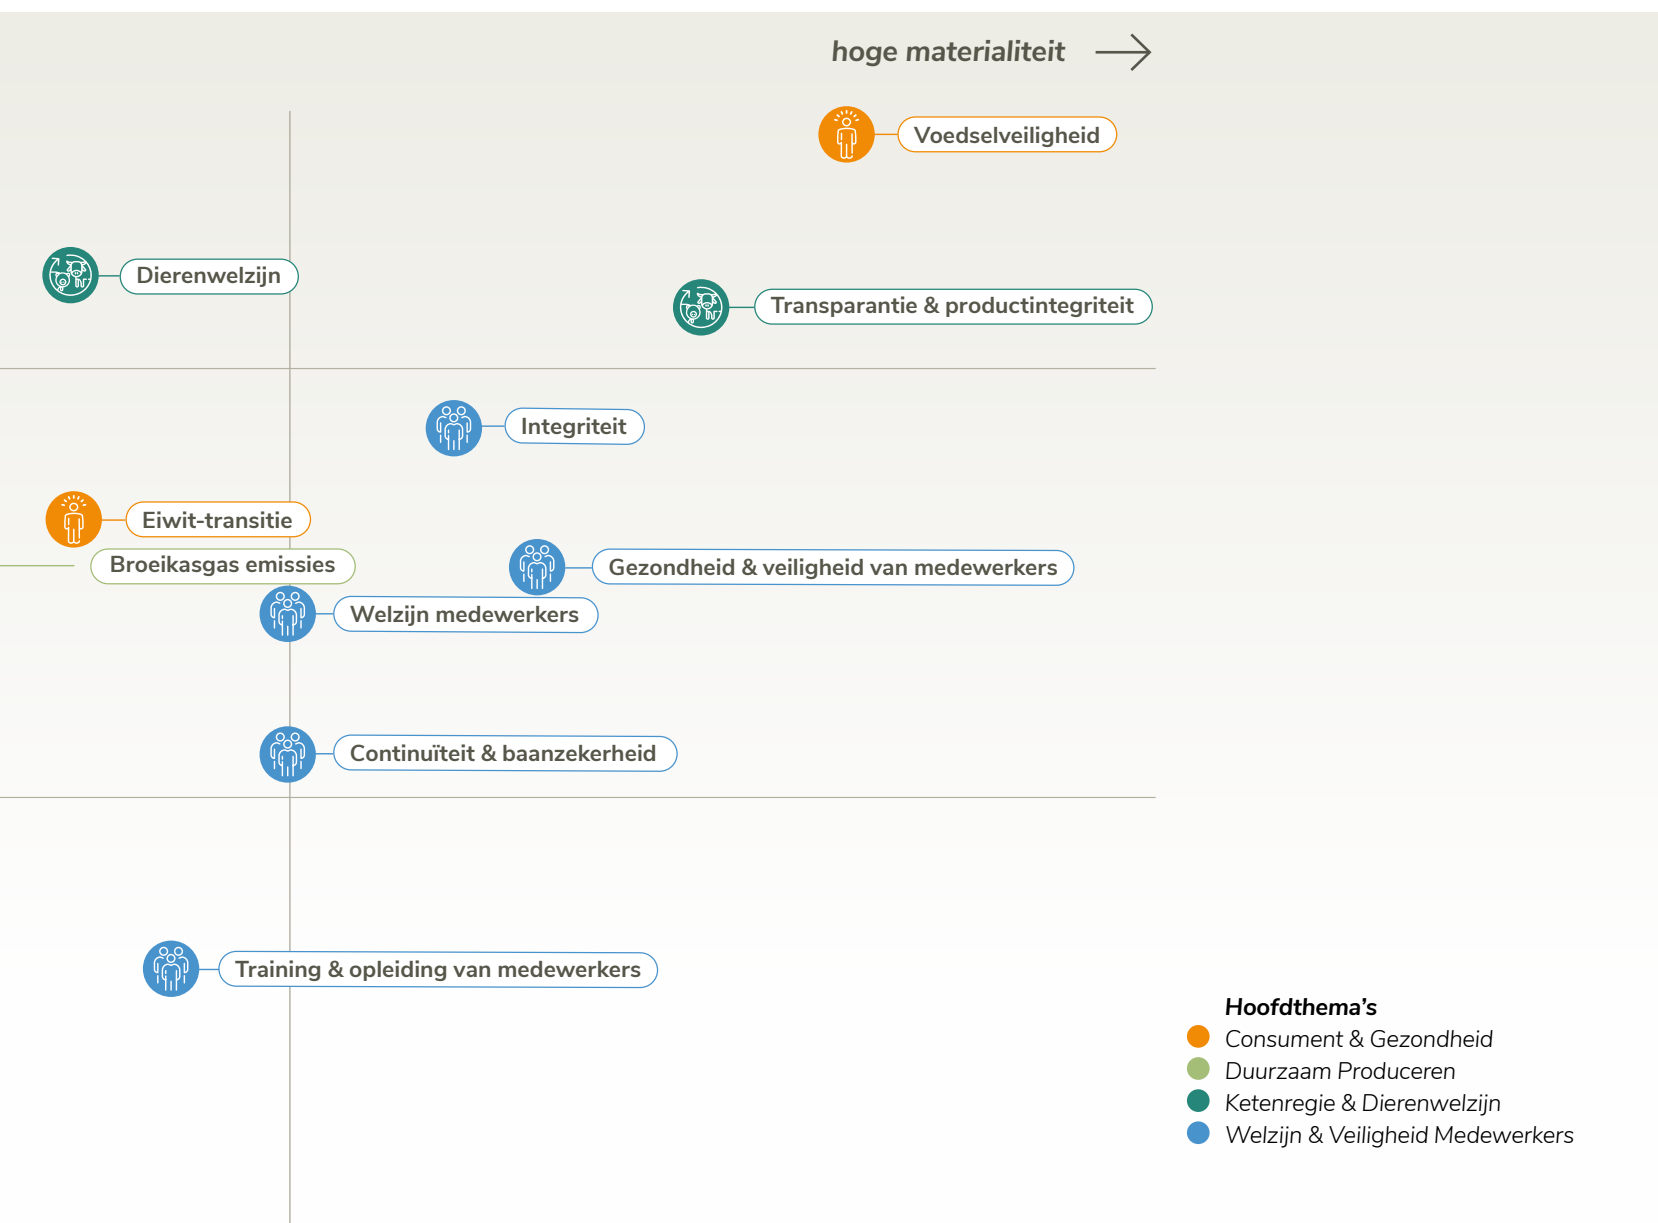 hoge materialiteit
Voedselveiligheid
Dierenwelzijn
Transparantie & productintegriteit
Integriteit
Eiwit-transitie
Broeikasgas emissies
Gezondheid & veiligheid van medewerkers
Welzijn medewerkers
Continuïteit & baanzekerheid
Training & opleiding van medewerkers
Hoofdthema’s
Consument & Gezondheid
Duurzaam Produceren
Ketenregie & Dierenwelzijn
Welzijn & Veiligheid Medewerkers